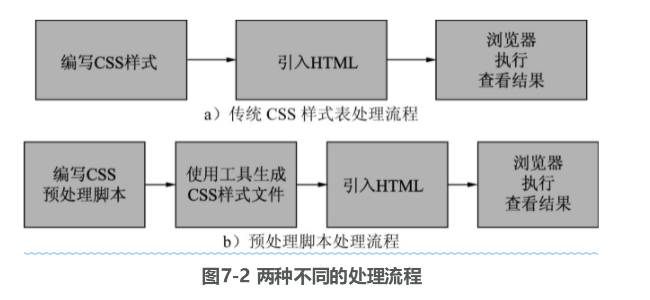 编写CSS样式
引入HTML
浏览器
执行
查看结果
a）传统 CSS 样式表处理流程
编写CSS
预处理脚本
使用工具生成
CSS样式文件
引入HTML
浏览器
执行
查看结果
b）预处理脚本处理流程
图7-2 两种不同的处理流程